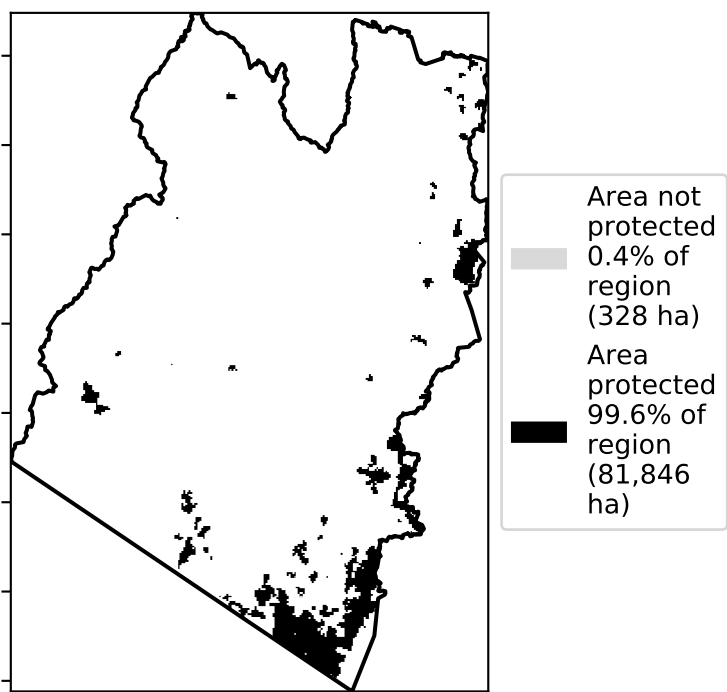 Area not
protected
0.4% of
region
(328 ha)
Area
protected
99.6% of
region
(81,846
ha)